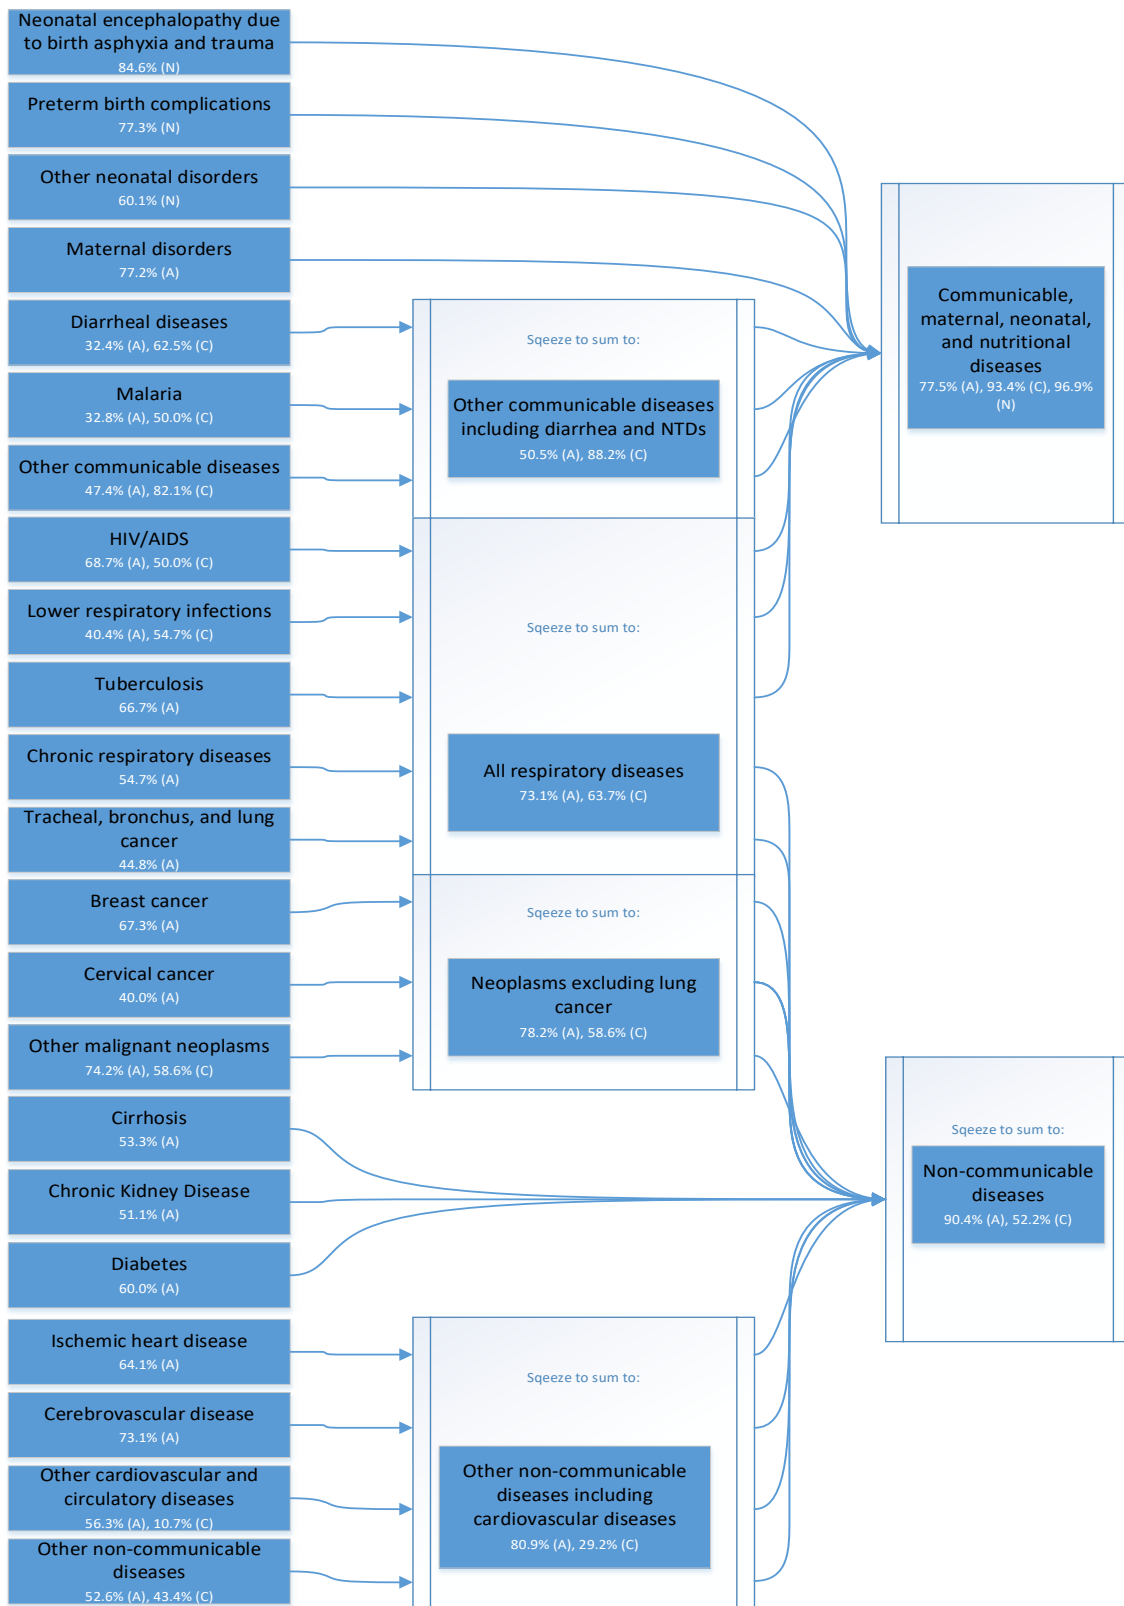 Neonatal encephalopathy due
to birth asphyxia and trauma
84.6% (N)
Preterm birth complications
77.3% (N)
Other neonatal disorders
60.1% (N)
Maternal disorders
77.2% (A)
Diarrheal diseases
32.4% (A), 62.5% (C)
Malaria
32.8% (A), 50.0% (C)
Other communicable diseases
47.4% (A), 82.1% (C)
HIV/AIDS
68.7% (A), 50.0% (C)
Lower respiratory infections
40.4% (A), 54.7% (C)
Tuberculosis
66.7% (A)
Chronic respiratory diseases
54.7% (A)
Tracheal, bronchus, and lung
cancer
44.8% (A)
Breast cancer
67.3% (A)
Cervical cancer
40.0% (A)
Other malignant neoplasms
74.2% (A), 58.6% (C)
Cirrhosis
53.3% (A)
Chronic Kidney Disease
51.1% (A)
Diabetes
60.0% (A)
Ischemic heart disease
64.1% (A)
Cerebrovascular disease
73.1% (A)
Other cardiovascular and
circulatory diseases
56.3% (A), 10.7% (C)
Other non-communicable
diseases
52.6% (A), 43.4% (C)
Sqeeze to sum to:
Other communicable diseases
including diarrhea and NTDs
50.5% (A), 88.2% (C)
Sqeeze to sum to:
All respiratory diseases
73.1% (A), 63.7% (C)
Sqeeze to sum to:
Neoplasms excluding lung
cancer
78.2% (A), 58.6% (C)
Sqeeze to sum to:
Other non-communicable
diseases including
cardiovascular diseases
80.9% (A), 29.2% (C)
Communicable,
maternal, neonatal,
and nutritional
diseases
77.5% (A), 93.4% (C), 96.9%
(N)
Sqeeze to sum to:
Non-communicable
diseases
90.4% (A), 52.2% (C)